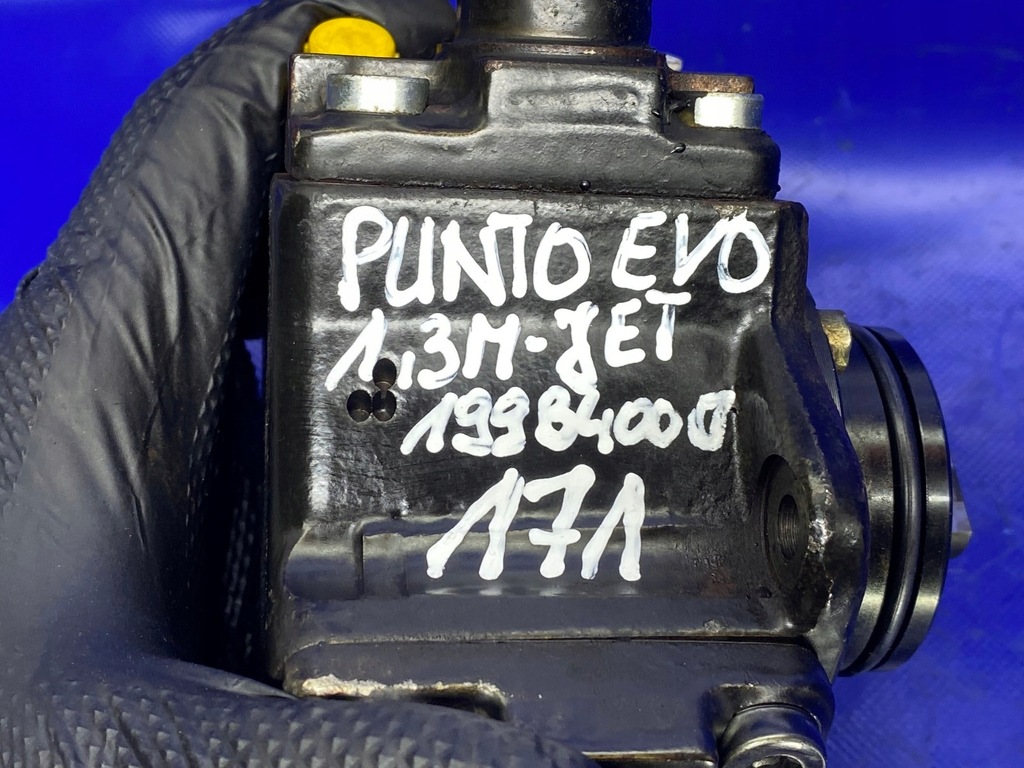 PUNTO EVO
1,3M-JET
199B4000
171